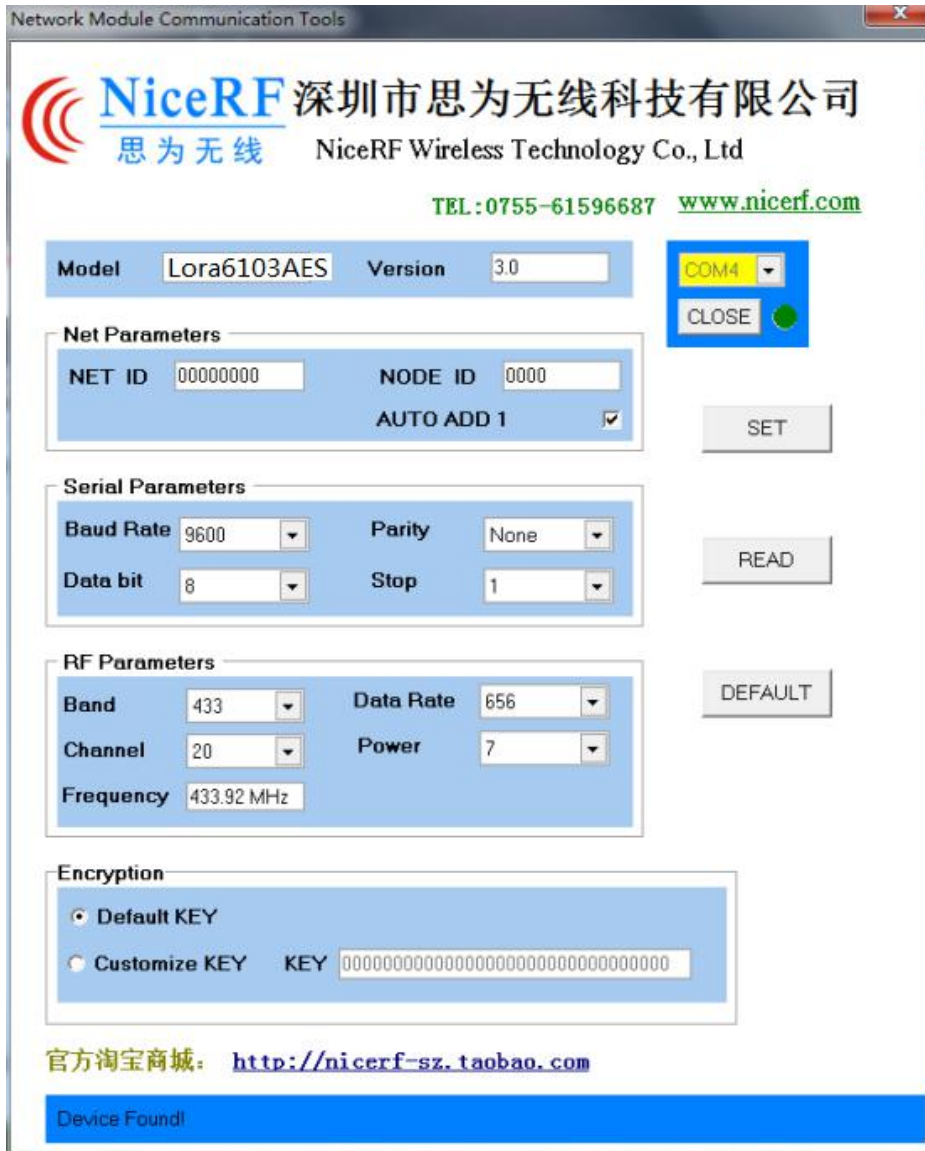 Network Module Communication Tools
x
NiceRF 深圳市思为无线科技有限公司
思为无线 NiceRF Wireless Technology Co., Ltd
TEL:0755-61596687 www.nicerf.com
Model Lora6103AES Version 3.0
COM4
CLOSE
Net Parameters
NET ID 00000000 NODE ID 0000
AUTO ADD 1
SET
Serial Parameters
Baud Rate 9600 Parity None
Data bit 8 Stop 1
READ
RF Parameters
Band 433 Data Rate 656
DEFAULT
Channel 20 Power 7
Frequency 433.92 MHz
Encryption
Default KEY
Customize KEY KEY 00000000000000000000000000000000
官方淘宝商城: http://nicerf-sz.taobao.com
Device Found!